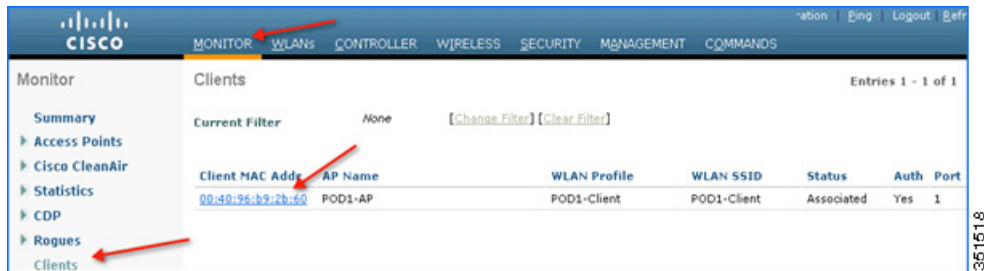 ration | Ping | Logout | Refr
CISCO
MONITOR WLANs CONTROLLER WIRELESS SECURITY MANAGEMENT COMMANDS
Monitor
Clients
Entries 1 - 1 of 1
Summary
Access Points
Cisco CleanAir
Statistics
CDP
Rogues
Clients
Current Filter None [Change Filter] [Clear Filter]
Client MAC Addr AP Name WLAN Profile WLAN SSID Status Auth Port
00:40:96:b9:2b:60 POD1-AP POD1-Client POD1-Client Associated Yes 1
351518